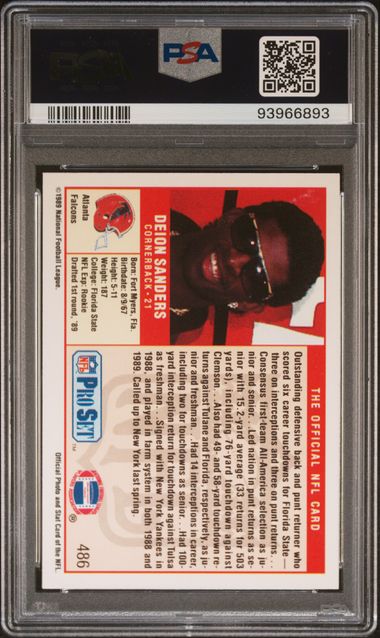 PSA
93966893
THE OFFICIAL NFL CARD
Outstanding defensive back and punt returner who
scored six career touchdowns for Florida State—
three on interceptions and three on punt returns. . .
Consensus first-team All-America selection as ju-
nior and senior. . . Led nation in punt returns as se-
nior with 15.2-yard average (33 returns for 503
yards), including 76-yard touchdown against
Clemson. . . Also had 49- and 58-yard touchdown re-
turns against Tulane and Florida, respectively, as ju-
nior and freshman. . . Had 14 interceptions in career,
including two for touchdowns as senior. . . Had 100-
yard interception return for touchdown against Tulsa
as freshman. . . Signed with New York Yankees in
1988, and played in farm system in both 1988 and
1989. Called up to New York last spring.
DEION SANDERS
CORNERBACK • 21
Born: Fort Myers, Fla.
Birthdate: 8/9/67
Height: 5-11
Weight: 187
College: Florida State
NFL Exp: Rookie
Drafted 1st round, '89
Atlanta
Falcons
NFL
PRO SET
TM
®
486
©1989 National Football League.
Official Photo and Stat Card of the NFL